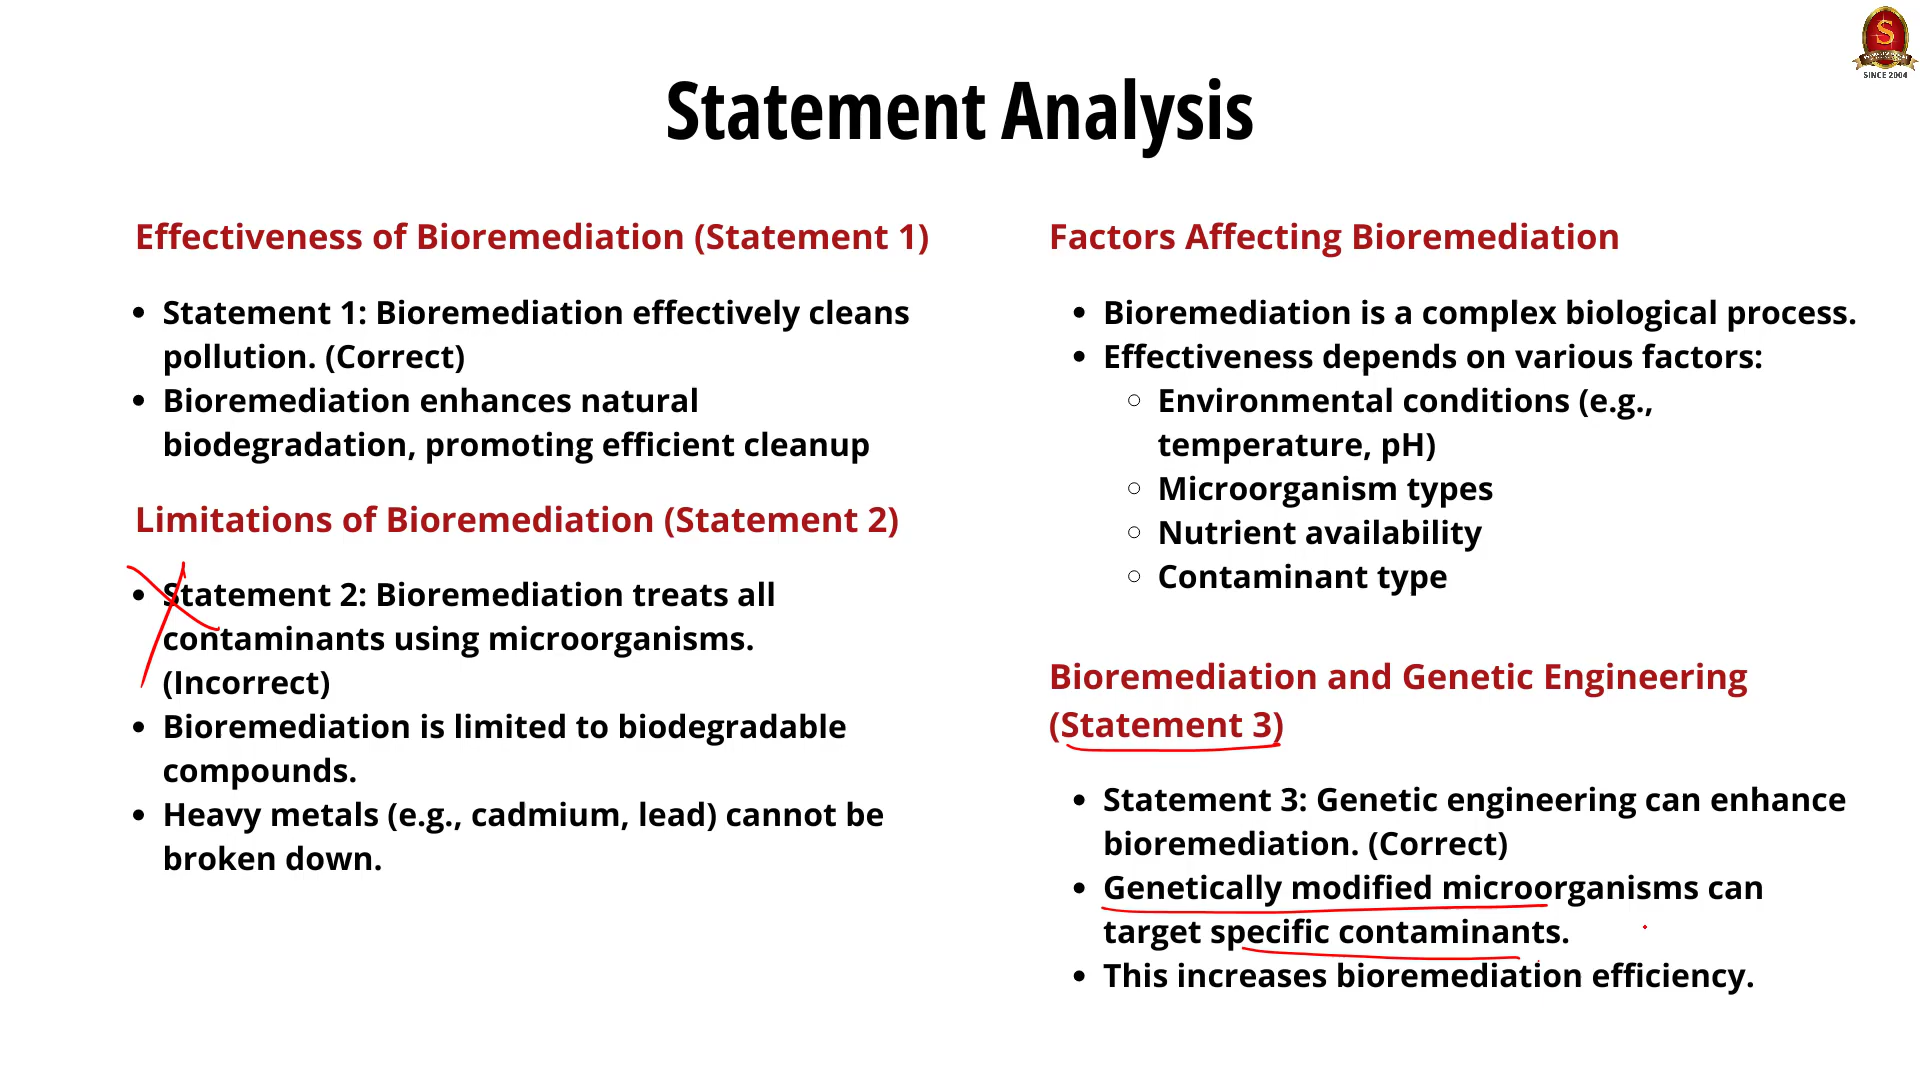 S
SINCE 2004
Statement Analysis
Effectiveness of Bioremediation (Statement 1)
Statement 1: Bioremediation effectively cleans
pollution. (Correct)
Bioremediation enhances natural
biodegradation, promoting efficient cleanup
Limitations of Bioremediation (Statement 2)
Statement 2: Bioremediation treats all
contaminants using microorganisms.
(Incorrect)
Bioremediation is limited to biodegradable
compounds.
Heavy metals (e.g., cadmium, lead) cannot be
broken down.
Factors Affecting Bioremediation
Bioremediation is a complex biological process.
Effectiveness depends on various factors:
Environmental conditions (e.g.,
temperature, pH)
Microorganism types
Nutrient availability
Contaminant type
Bioremediation and Genetic Engineering
(Statement 3)
Statement 3: Genetic engineering can enhance
bioremediation. (Correct)
Genetically modified microorganisms can
target specific contaminants.
This increases bioremediation efficiency.